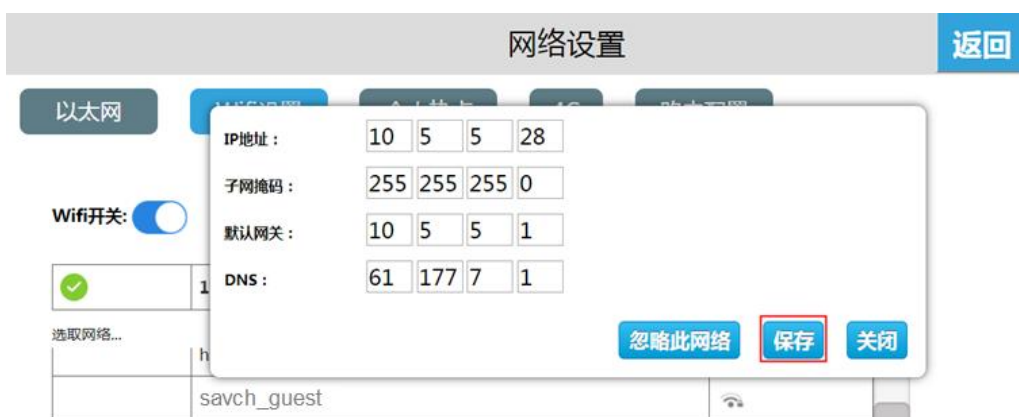 网络设置
返回
以太网
IP地址：
10 5 5 28
子网掩码：
255 255 255 0
Wifi开关:
默认网关：
10 5 5 1
1
DNS：
61 177 7 1
选取网络...
忽略此网络
保存
关闭
h
savch_guest